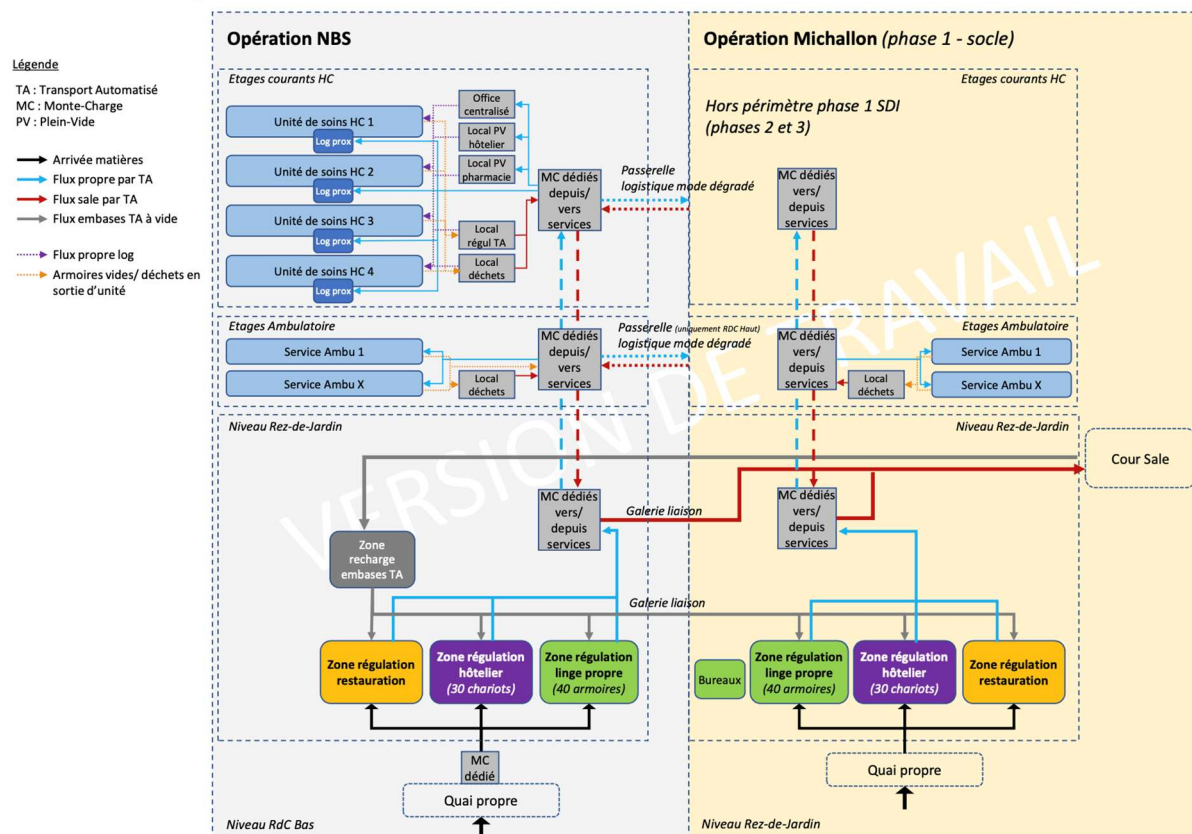 Opération NBS
Opération Michallon (phase 1 - socle)
Légende
TA : Transport Automatisé
MC : Monte-Charge
PV : Plein-Vide
Arrivée matières
Flux propre par TA
Flux sale par TA
Flux embases TA à vide
Flux propre log
Armoires vides/ déchets en
sortie d'unité
Etages courants HC
Unité de soins HC 1
Log prox
Unité de soins HC 2
Log prox
Unité de soins HC 3
Log prox
Unité de soins HC 4
Log prox
Office
centralisé
Local PV
hôtelier
Local PV
pharmacie
Local
régul TA
Local
déchets
MC dédiés
depuis/
vers
services
Passerelle
logistique mode dégradé
Etages courants HC
Hors périmètre phase 1 SDI
(phases 2 et 3)
MC dédiés
vers/
depuis
services
Etages Ambulatoire
Service Ambu 1
Service Ambu X
Local
déchets
MC dédiés
depuis/
vers
services
Passerelle (uniquement RDC Haut)
logistique mode dégradé
Etages Ambulatoire
MC dédiés
vers/
depuis
services
Local
déchets
Service Ambu 1
Service Ambu X
Niveau Rez-de-Jardin
Niveau Rez-de-Jardin
Cour Sale
MC dédiés
vers/
depuis
services
Galerie liaison
MC dédiés
vers/
depuis
services
Zone
recharge
embases TA
Galerie liaison
Zone régulation
restauration
Zone régulation
hôtelier
(30 chariots)
Zone régulation
linge propre
(40 armoires)
Bureaux
Zone régulation
linge propre
(40 armoires)
Zone régulation
hôtelier
(30 chariots)
Zone régulation
restauration
MC
dédié
Quai propre
Quai propre
Niveau RdC Bas
Niveau Rez-de-Jardin
VERSION DE TRAVAIL